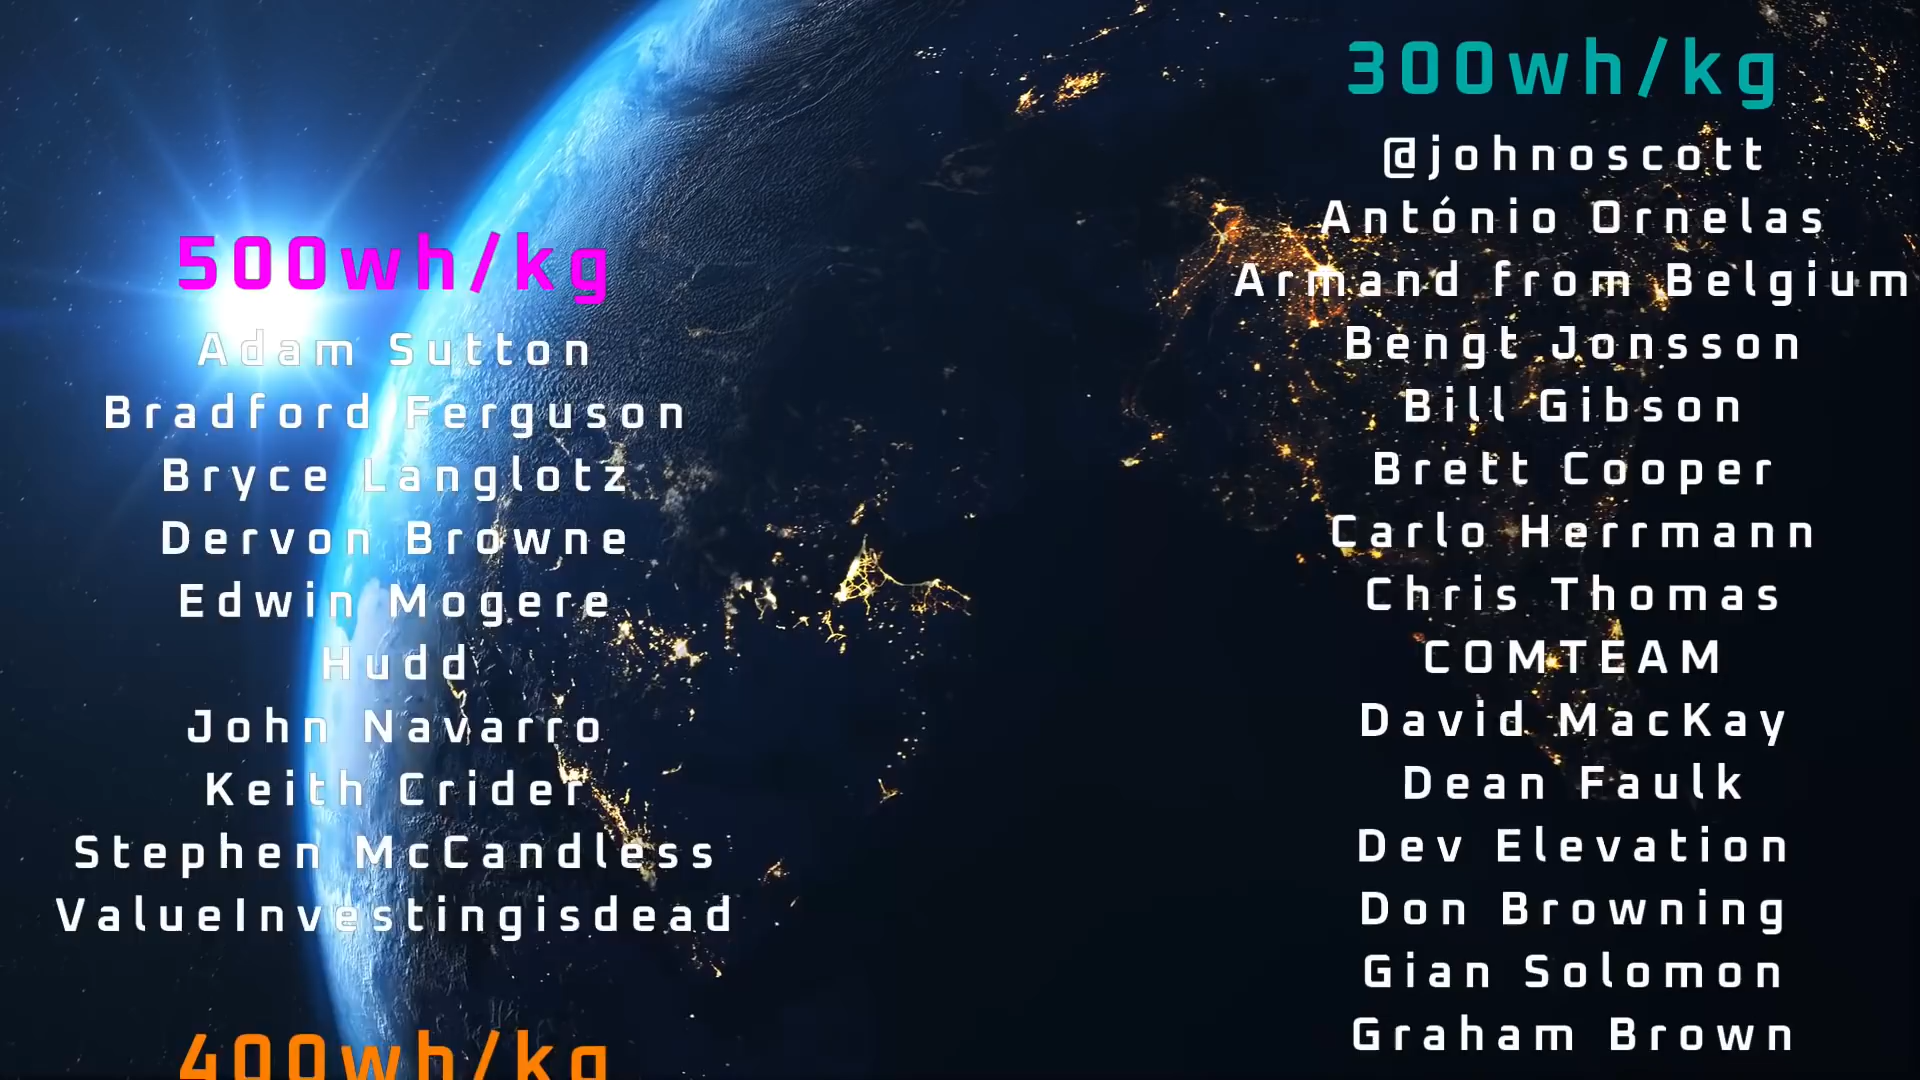 500wh/kg
Adam Sutton
Bradford Ferguson
Bryce Langlotz
Dervon Browne
Edwin Mogere
Hudd
John Navarro
Keith Crider
Stephen McCandless
ValueInvestingisdead
400wh/kg
300wh/kg
@johnoscott
António Ornelas
Armand from Belgium
Bengt Jonsson
Bill Gibson
Brett Cooper
Carlo Herrmann
Chris Thomas
COMTEAM
David MacKay
Dean Faulk
Dev Elevation
Don Browning
Gian Solomon
Graham Brown